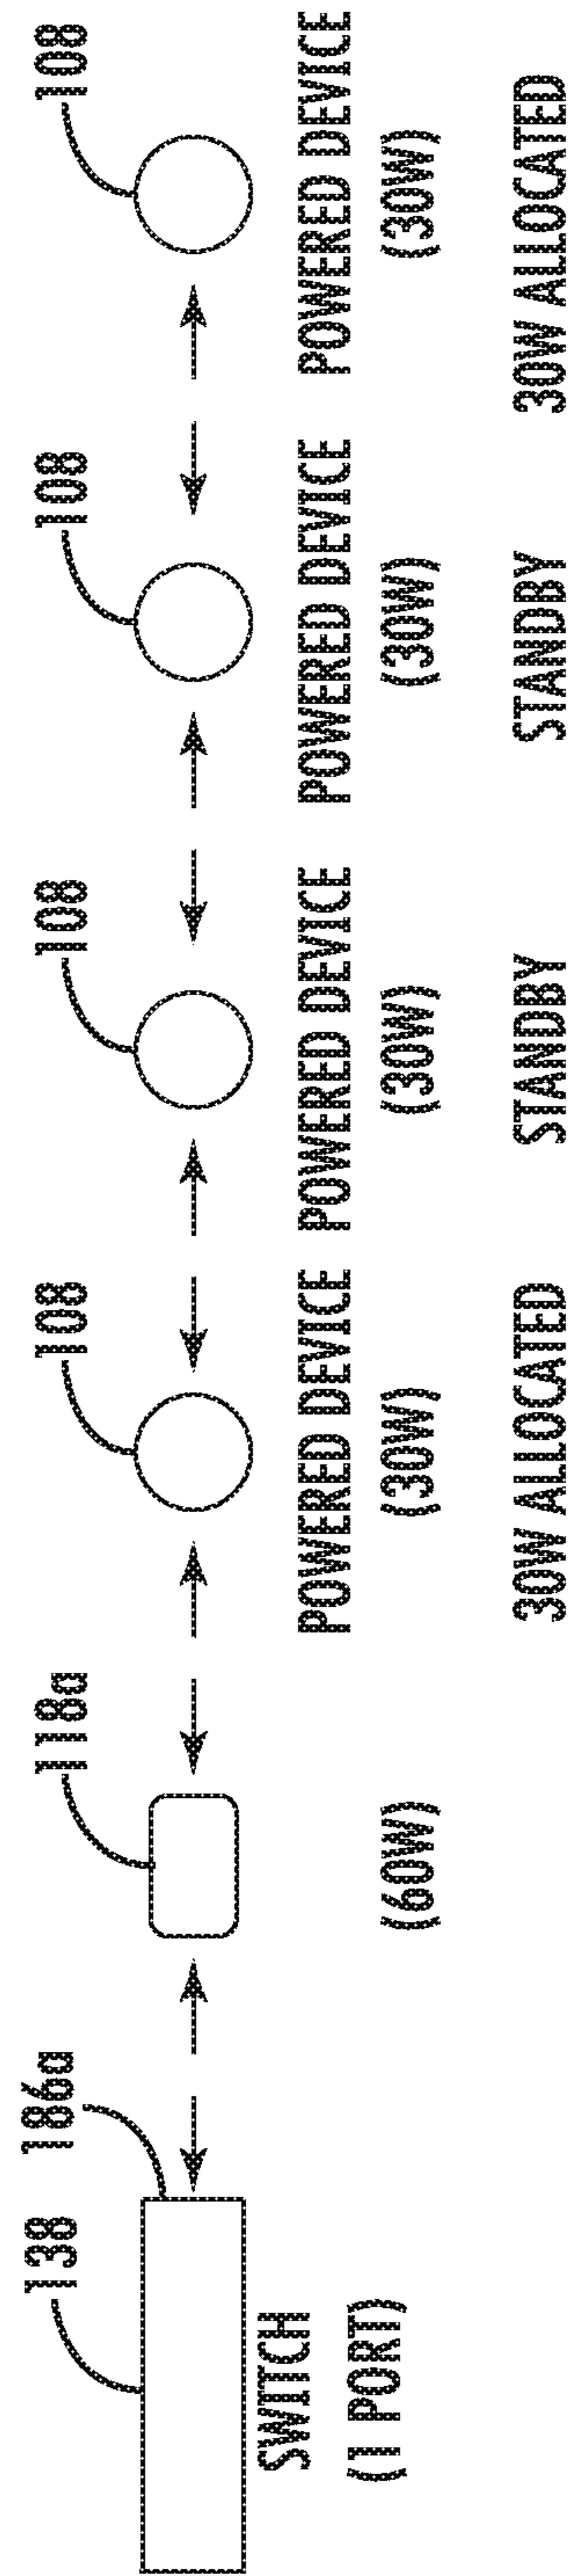 138
186a
118a
108
108
108
108
SWITCH
(1 PORT)
(60W)
POWERED DEVICE
(30W)
30W ALLOCATED
POWERED DEVICE
(30W)
STANDBY
POWERED DEVICE
(30W)
STANDBY
POWERED DEVICE
(30W)
30W ALLOCATED